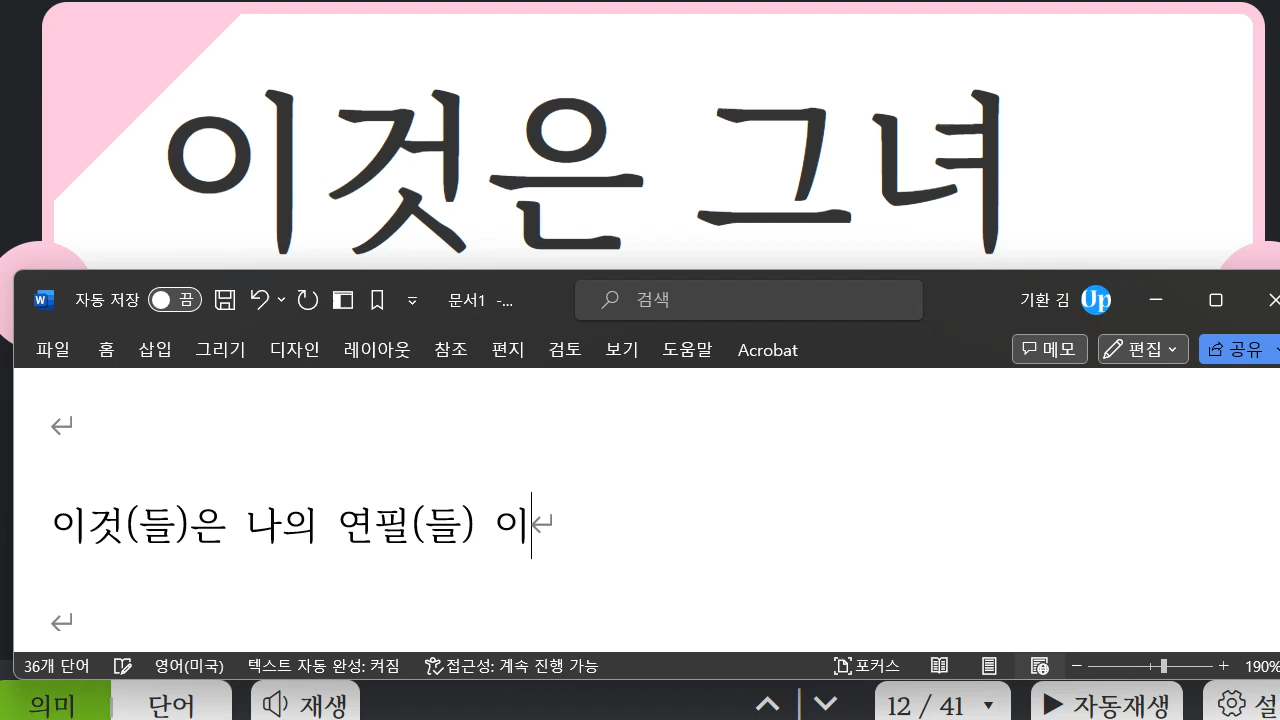 이것은 그녀
자동 저장 끔 문서1 -... 검색 기환 김 Up
파일 홈 삽입 그리기 디자인 레이아웃 참조 편지 검토 보기 도움말 Acrobat 메모 편집 공유
이것(들)은 나의 연필(들) 이
36개 단어 영어(미국) 텍스트 자동 완성: 켜짐 접근성: 계속 진행 가능 포커스 190%
의미 단어 재생 12 / 41 자동재생 설